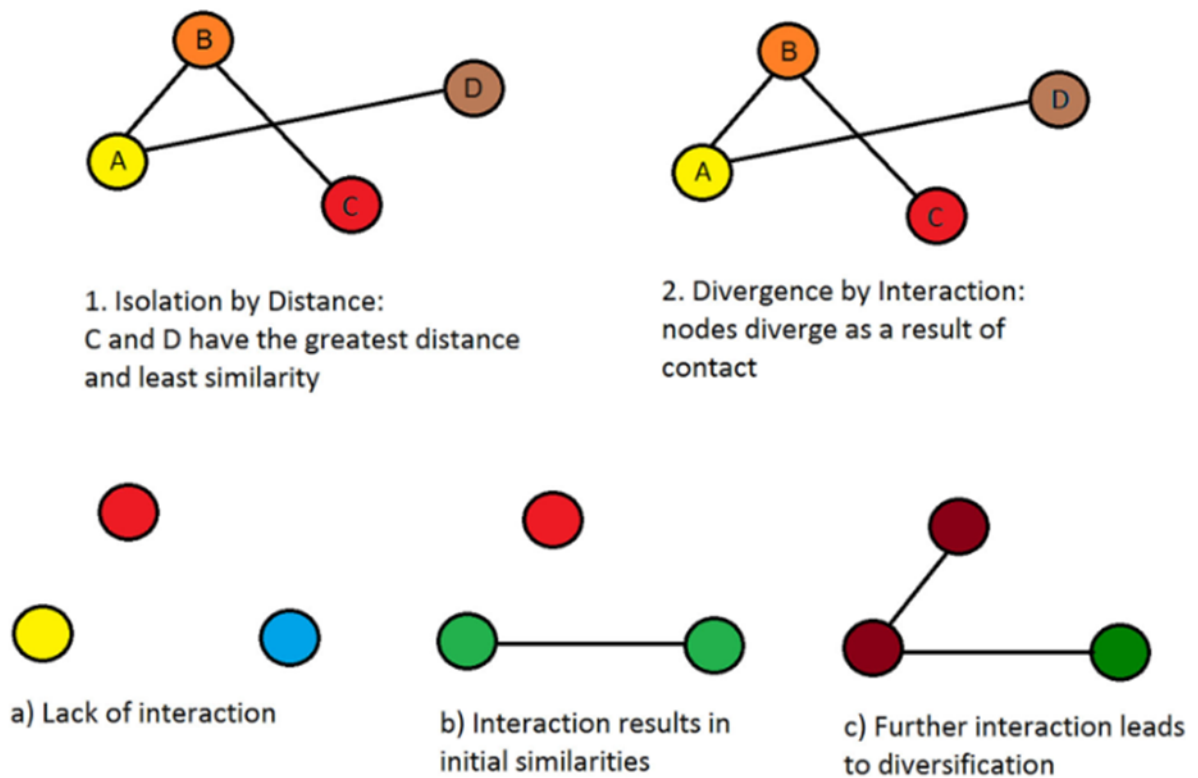 B
D
A
C
B
D
A
C
1. Isolation by Distance:
C and D have the greatest distance
and least similarity
2. Divergence by Interaction:
nodes diverge as a result of
contact
a) Lack of interaction
b) Interaction results in
initial similarities
c) Further interaction leads
to diversification